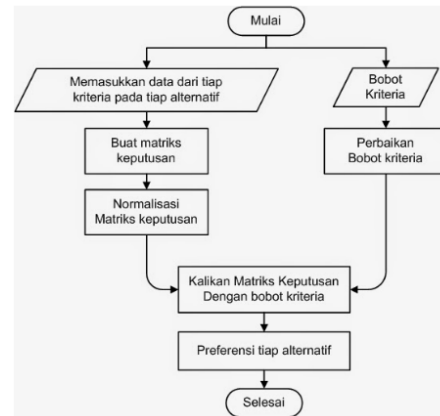 Mulai
Memasukkan data dari tiap
kriteria pada tiap alternatif
Bobot
Kriteria
Buat matriks
keputusan
Perbaikan
Bobot kriteria
Normalisasi
Matriks keputusan
Kalikan Matriks Keputusan
Dengan bobot kriteria
Preferensi tiap alternatif
Selesai